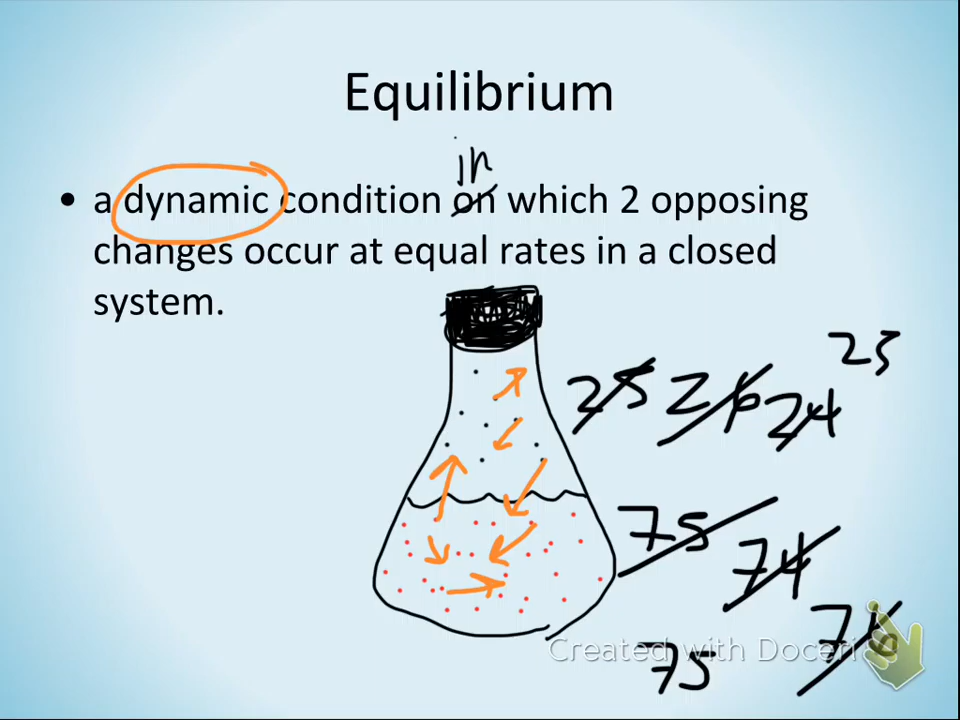 Equilibrium
in
• a dynamic condition on which 2 opposing
changes occur at equal rates in a closed
system.
25 26 24 25
75
74
76
Created with Doceri
75